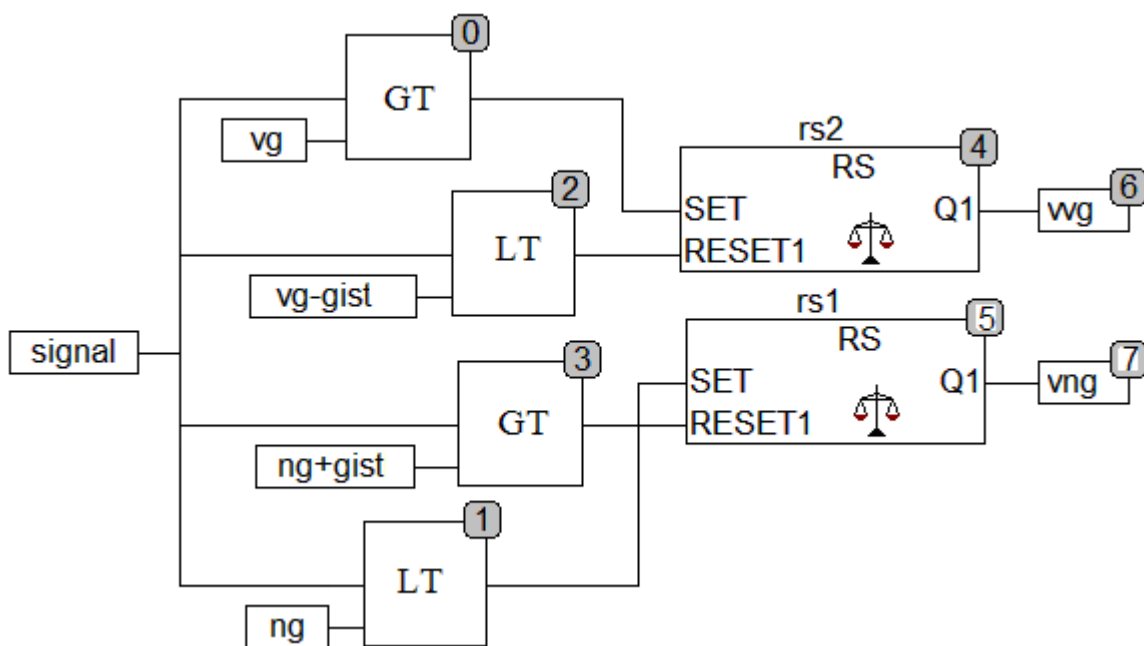 0
GT
vg
rs2
4
RS
6
2
SET
Q1
vvg
LT
RESET1
vg-gist
rs1
5
signal
RS
3
7
SET
Q1
vng
GT
RESET1
ng+gist
1
LT
ng